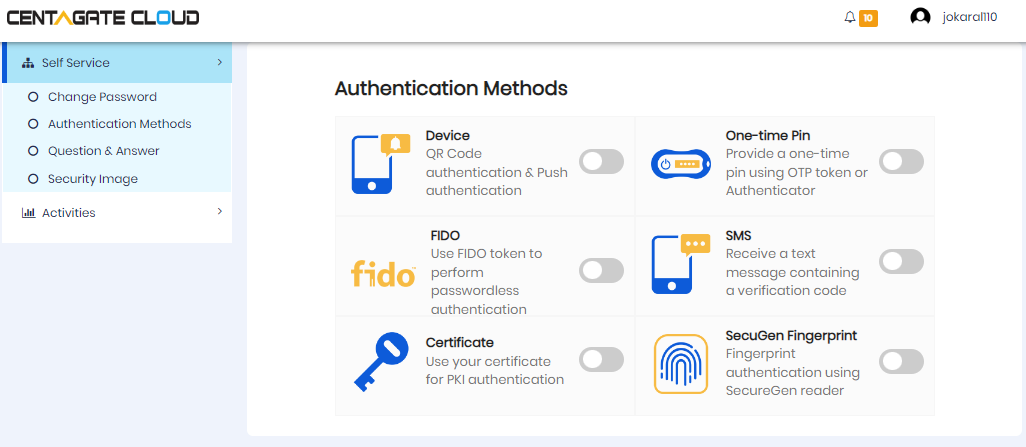 CENTAGATE CLOUD
10
jokaral110
Self Service
Change Password
Authentication Methods
Question & Answer
Security Image
Activities
Authentication Methods
Device
QR Code
authentication & Push
authentication
One-time Pin
Provide a one-time
pin using OTP token or
Authenticator
fido
FIDO
Use FIDO token to
perform
passwordless
authentication
SMS
Receive a text
message containing
a verification code
Certificate
Use your certificate
for PKI authentication
SecuGen Fingerprint
Fingerprint
authentication using
SecureGen reader